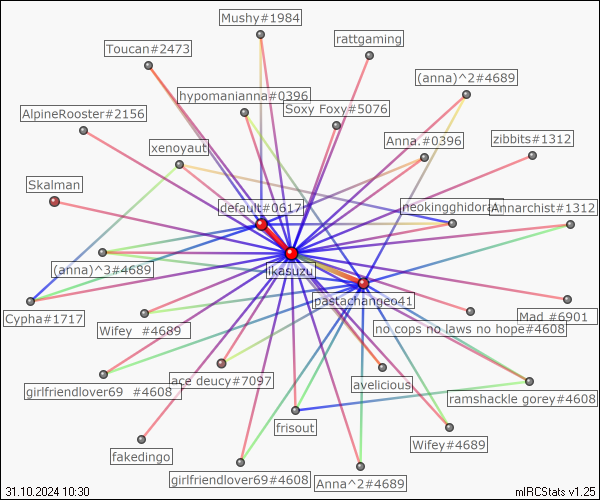 Mushy#1984
rattgaming
Toucan#2473
(anna)^2#4689
hypomanianna#0396
Soxy Foxy#5076
AlpineRooster#2156
Anna.#0396
zibbits#1312
xenoyaut
Skalman
default#0617
neokingghidorah
Annarchist#1312
(anna)^3#4689
ikasuzu
pastachangeo41
Cypha#1717
Wifey #4689
no cops no laws no hope#4608
Mad_#6901
girlfriendlover69 #4608
ace deucy#7097
avelicious
ramshackle gorey#4608
frisout
Wifey#4689
fakedingo
girlfriendlover69#4608
Anna^2#4689
31.10.2024 10:30
mIRCStats v1.25